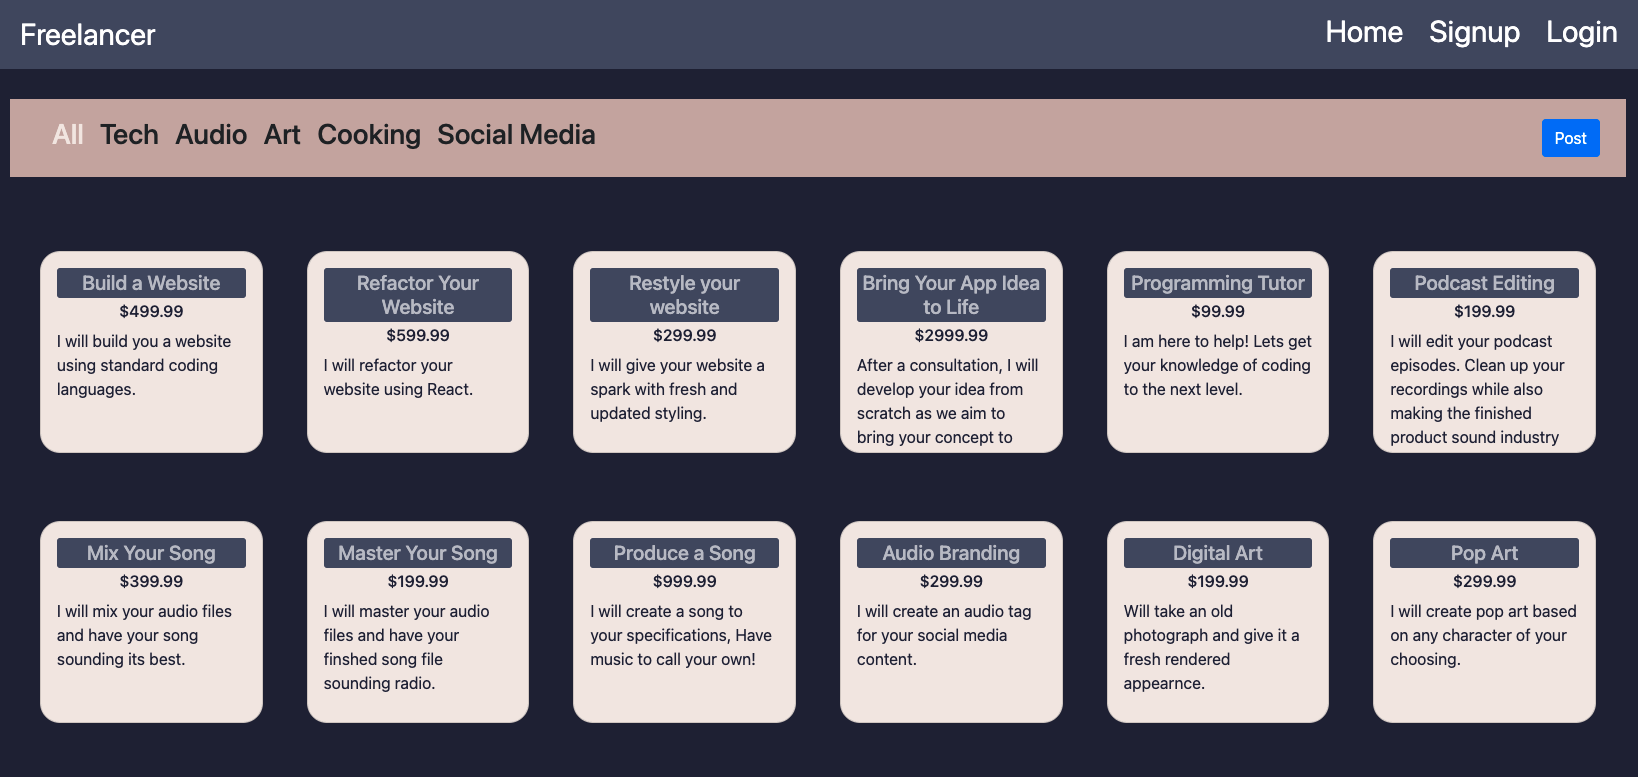 Freelancer
Home Signup Login
All Tech Audio Art Cooking Social Media
Post
Build a Website
$499.99
I will build you a website
using standard coding
languages.
Refactor Your
Website
$599.99
I will refactor your
website using React.
Restyle your
website
$299.99
I will give your website a
spark with fresh and
updated styling.
Bring Your App Idea
to Life
$2999.99
After a consultation, I will
develop your idea from
scratch as we aim to
bring your concept to
Programming Tutor
$99.99
I am here to help! Lets get
your knowledge of coding
to the next level.
Podcast Editing
$199.99
I will edit your podcast
episodes. Clean up your
recordings while also
making the finished
product sound industry
Mix Your Song
$399.99
I will mix your audio files
and have your song
sounding its best.
Master Your Song
$199.99
I will master your audio
files and have your
finshed song file
sounding radio.
Produce a Song
$999.99
I will create a song to
your specifications, Have
music to call your own!
Audio Branding
$299.99
I will create an audio tag
for your social media
content.
Digital Art
$199.99
Will take an old
photograph and give it a
fresh rendered
appearnce.
Pop Art
$299.99
I will create pop art based
on any character of your
choosing.